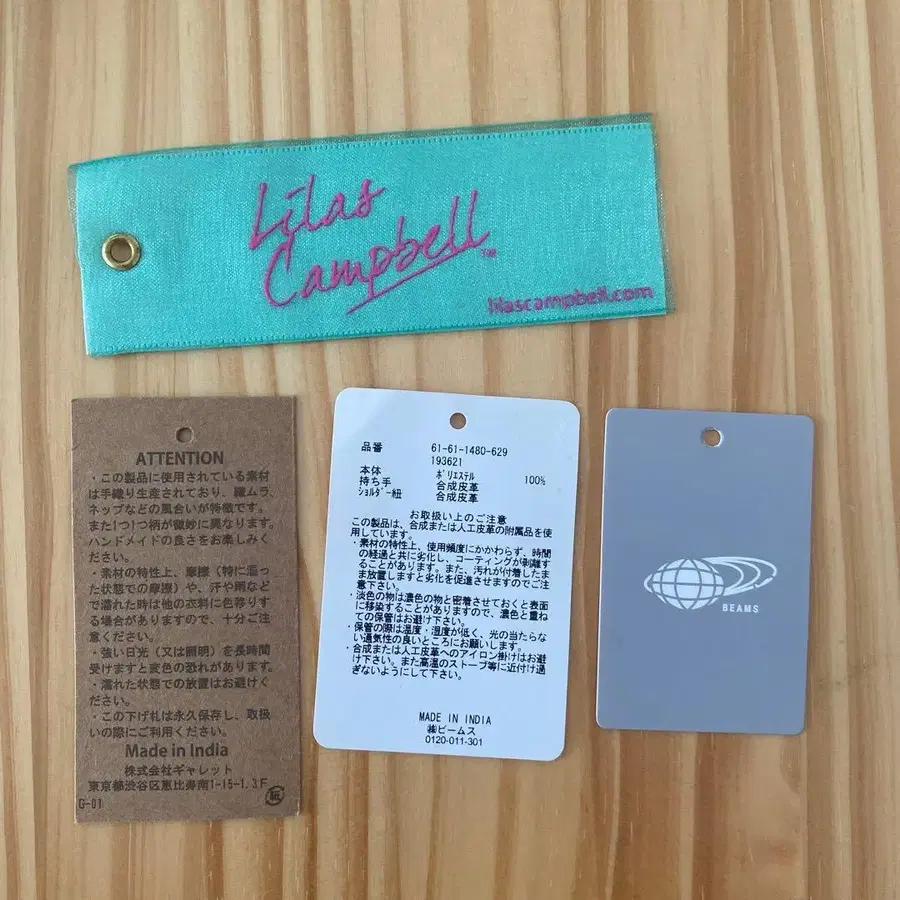 Lilas
Campbell™
lilascampbell.com
ATTENTION
・この製品に使用されている素材
は手織り生産されており、織ムラ、
ネップなどの風合いが特徴です。
また1つ1つ柄が微妙に異なります。
ハンドメイドの良さをお楽しみく
ださい。
・素材の特性上、摩擦（特に湿っ
た状態での摩擦）や、汗や雨など
で濡れた時は他の衣料に色移りす
る場合がありますので、十分ご注
意ください。
・強い日光（又は照明）を長時間
受けますと変色の恐れがあります。
・濡れた状態での放置はお避けく
ださい。
・この下げ札は永久保存し、取扱
いの際にご利用ください。
Made in India
株式会社ギャレット
東京都渋谷区恵比寿南1-15-1.3F
G-01
紙
品番 61-61-1480-629
193621
本体 ﾎﾟﾘｴｽﾃﾙ 100%
持ち手 合成皮革
ｼｮﾙﾀﾞｰ紐 合成皮革
お取扱い上のご注意
この製品は、合成または人工皮革の附属品を使
用しています。
・素材の特性上、使用頻度にかかわらず、時間
の経過と共に劣化し、コーティングが剥離す
ることがあります。また、汚れが付着したま
ま放置しますと劣化を促進させますのでご注
意下さい。
・淡色の物は濃色の物と密着させておくと表面
に移染することがありますので、濃色と重ね
ての保管はお避け下さい。
・保管の際は温度・湿度が低く、光の当たらな
い通気性の良いところにお願いします。
・合成または人工皮革へのアイロン掛けはお避
け下さい。また高温のストーブ等に近付け過
ぎないようにして下さい。
MADE IN INDIA
㈱ビームス
0120-011-301
BEAMS